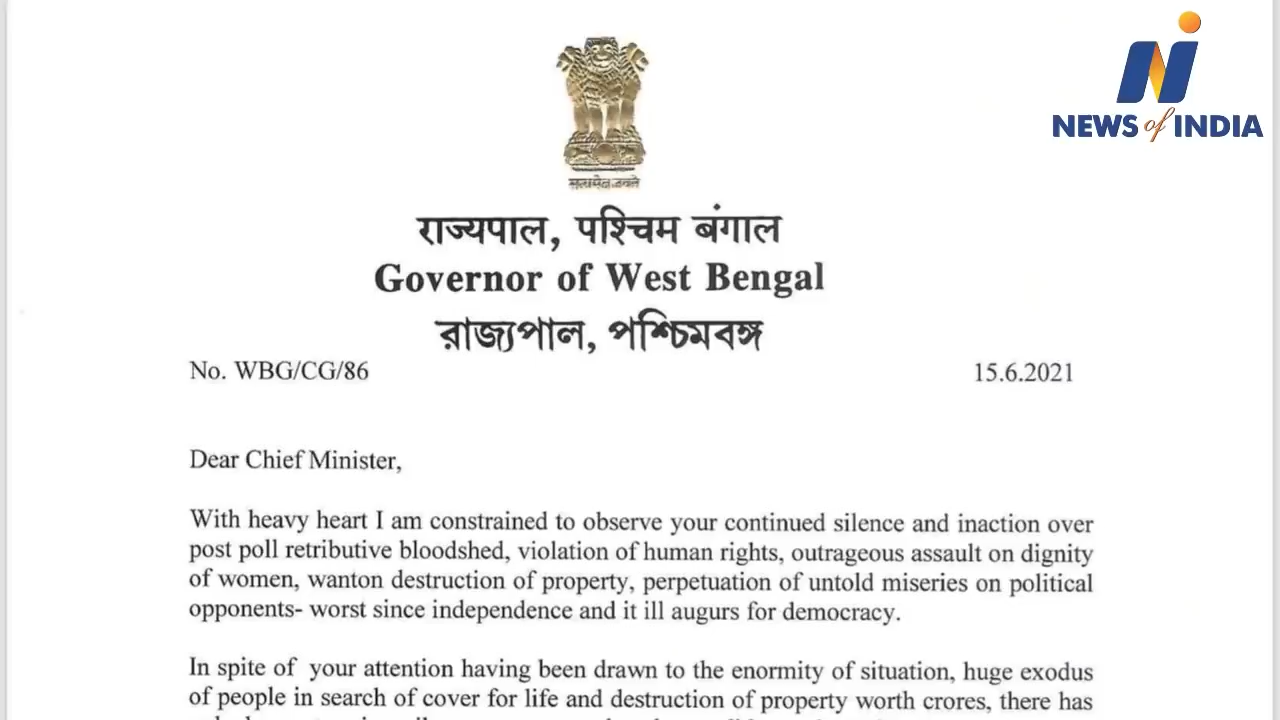 NEWS of INDIA
सत्यमेव जयते
राज्यपाल, पश्चिम बंगाल
Governor of West Bengal
রাজ্যপাল, পশ্চিমবঙ্গ
No. WBG/CG/86
15.6.2021
Dear Chief Minister,
With heavy heart I am constrained to observe your continued silence and inaction over
post poll retributive bloodshed, violation of human rights, outrageous assault on dignity
of women, wanton destruction of property, perpetuation of untold miseries on political
opponents- worst since independence and it ill augurs for democracy.
In spite of your attention having been drawn to the enormity of situation, huge exodus
of people in search of cover for life and destruction of property worth crores, there has